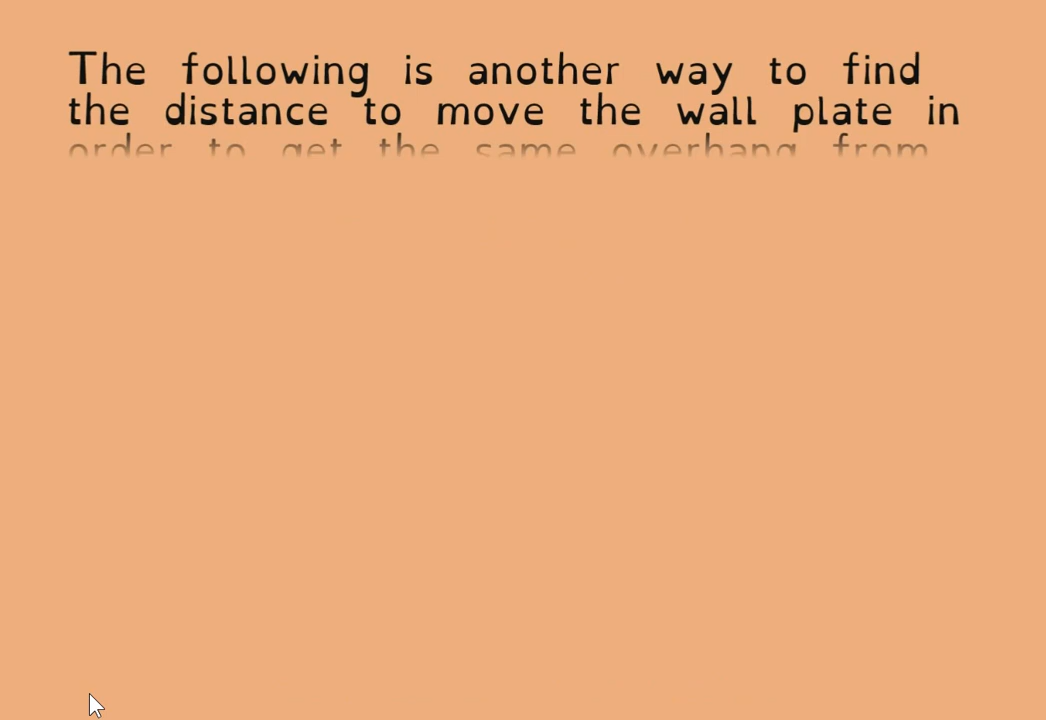 The following is another way to find
the distance to move the wall plate in
order to get the same overhang from